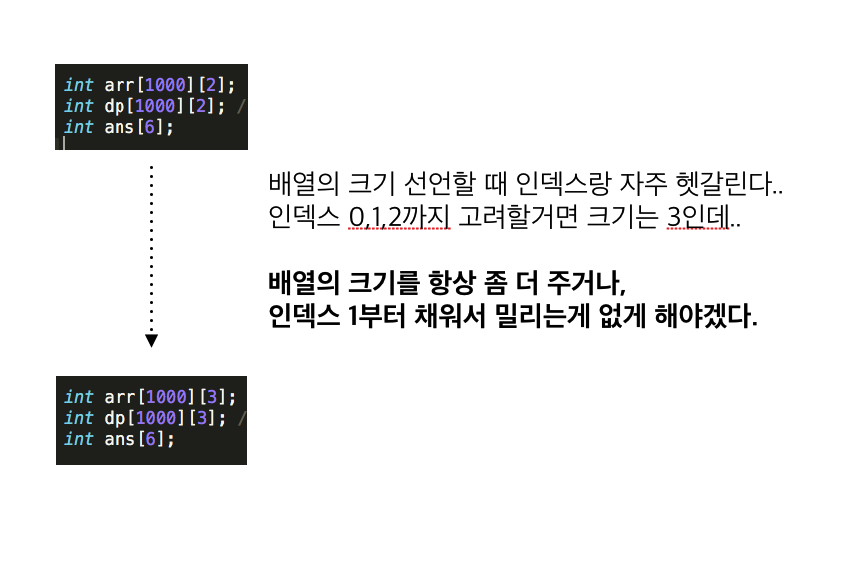 int arr[1000][2];
int dp[1000][2]; /
int ans[6];
배열의 크기 선언할 때 인덱스랑 자주 헷갈린다..
인덱스 0,1,2까지 고려할거면 크기는 3인데..
배열의 크기를 항상 좀 더 주거나,
인덱스 1부터 채워서 밀리는게 없게 해야겠다.
int arr[1000][3];
int dp[1000][3]; /
int ans[6];